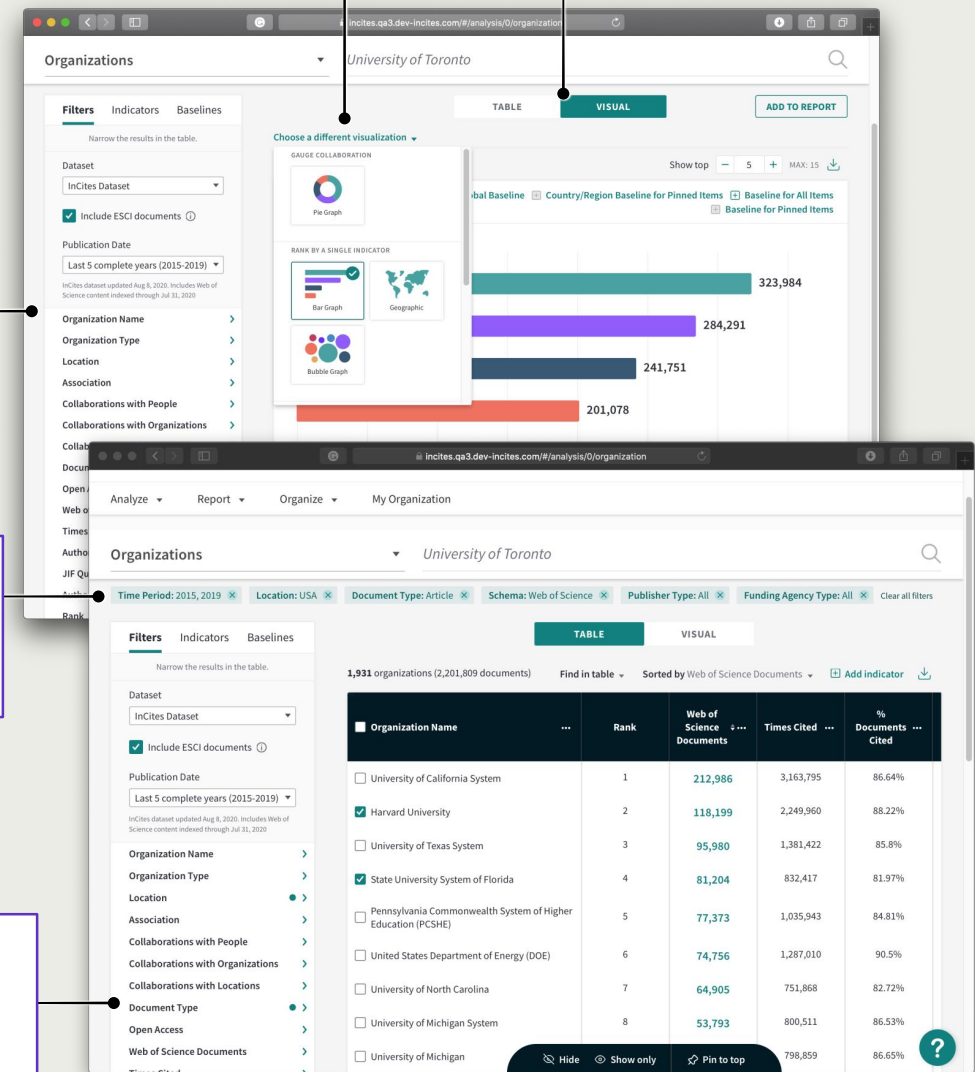 incites.qa3.dev-incites.com/#/analysis/0/organization
Organizations
University of Toronto
Filters Indicators Baselines
Narrow the results in the table.
Dataset
InCites Dataset
Include ESCI documents
Publication Date
Last 5 complete years (2015-2019)
InCites dataset updated Aug 8, 2020. Includes Web of
Science content indexed through Jul 31, 2020
Organization Name
Organization Type
Location
Association
Collaborations with People
Collaborations with Organizations
TABLE VISUAL
ADD TO REPORT
Choose a different visualization
GAUGE COLLABORATION
Pie Graph
RANK BY A SINGLE INDICATOR
Bar Graph
Geographic
Bubble Graph
Show top - 5 + MAX: 15
Baseline Country/Region Baseline for Pinned Items Baseline for All Items
Baseline for Pinned Items
323,984
284,291
241,751
201,078
Web o
Times
JIF Qu
Rank
incites.qa3.dev-incites.com/#/analysis/0/organization
Analyze Report Organize My Organization
Organizations
University of Toronto
Time Period: 2015, 2019 Location: USA Document Type: Article Schema: Web of Science Publisher Type: All Funding Agency Type: All Clear all filters
Filters Indicators Baselines
Narrow the results in the table.
Dataset
InCites Dataset
Include ESCI documents
Publication Date
Last 5 complete years (2015-2019)
InCites dataset updated Aug 8, 2020. Includes Web of
Science content indexed through Jul 31, 2020
Organization Name
Organization Type
Location
Association
Collaborations with People
Collaborations with Organizations
Collaborations with Locations
Document Type
Open Access
Web of Science Documents
TABLE VISUAL
1,931 organizations (2,201,809 documents) Find in table Sorted by Web of Science Documents Add indicator
Organization Name Rank Web of Science Documents Times Cited % Documents Cited
University of California System 1 212,986 3,163,795 86.64%
Harvard University 2 118,199 2,249,960 88.22%
University of Texas System 3 95,980 1,381,422 85.8%
State University System of Florida 4 81,204 832,417 81.97%
Pennsylvania Commonwealth System of Higher
Education (PCSHE) 5 77,373 1,035,943 84.81%
United States Department of Energy (DOE) 6 74,756 1,287,010 90.5%
University of North Carolina 7 64,905 751,868 82.72%
University of Michigan System 8 53,793 800,511 86.53%
University of Michigan 798,859 86.65%
Hide Show only Pin to top
?